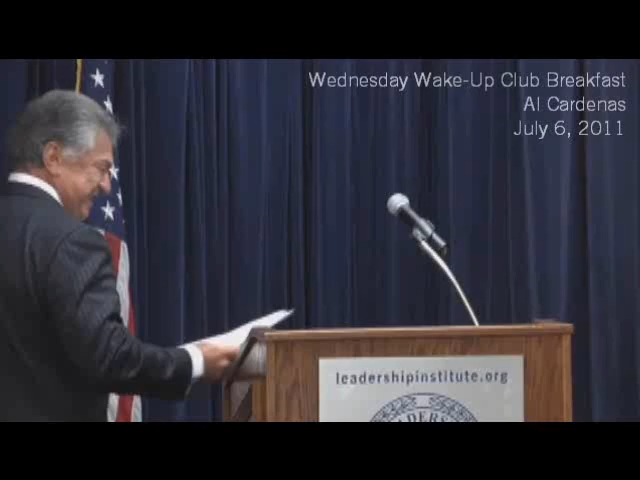 Wednesday Wake-Up Club Breakfast
Al Cardenas
July 6, 2011
leadershipinstitute.org